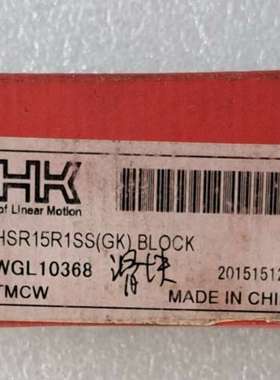 HK
of Linear Motion
HSR15R1SS(GK) BLOCK
WGL10368
滑块
20151512
TMCW
MADE IN CHI